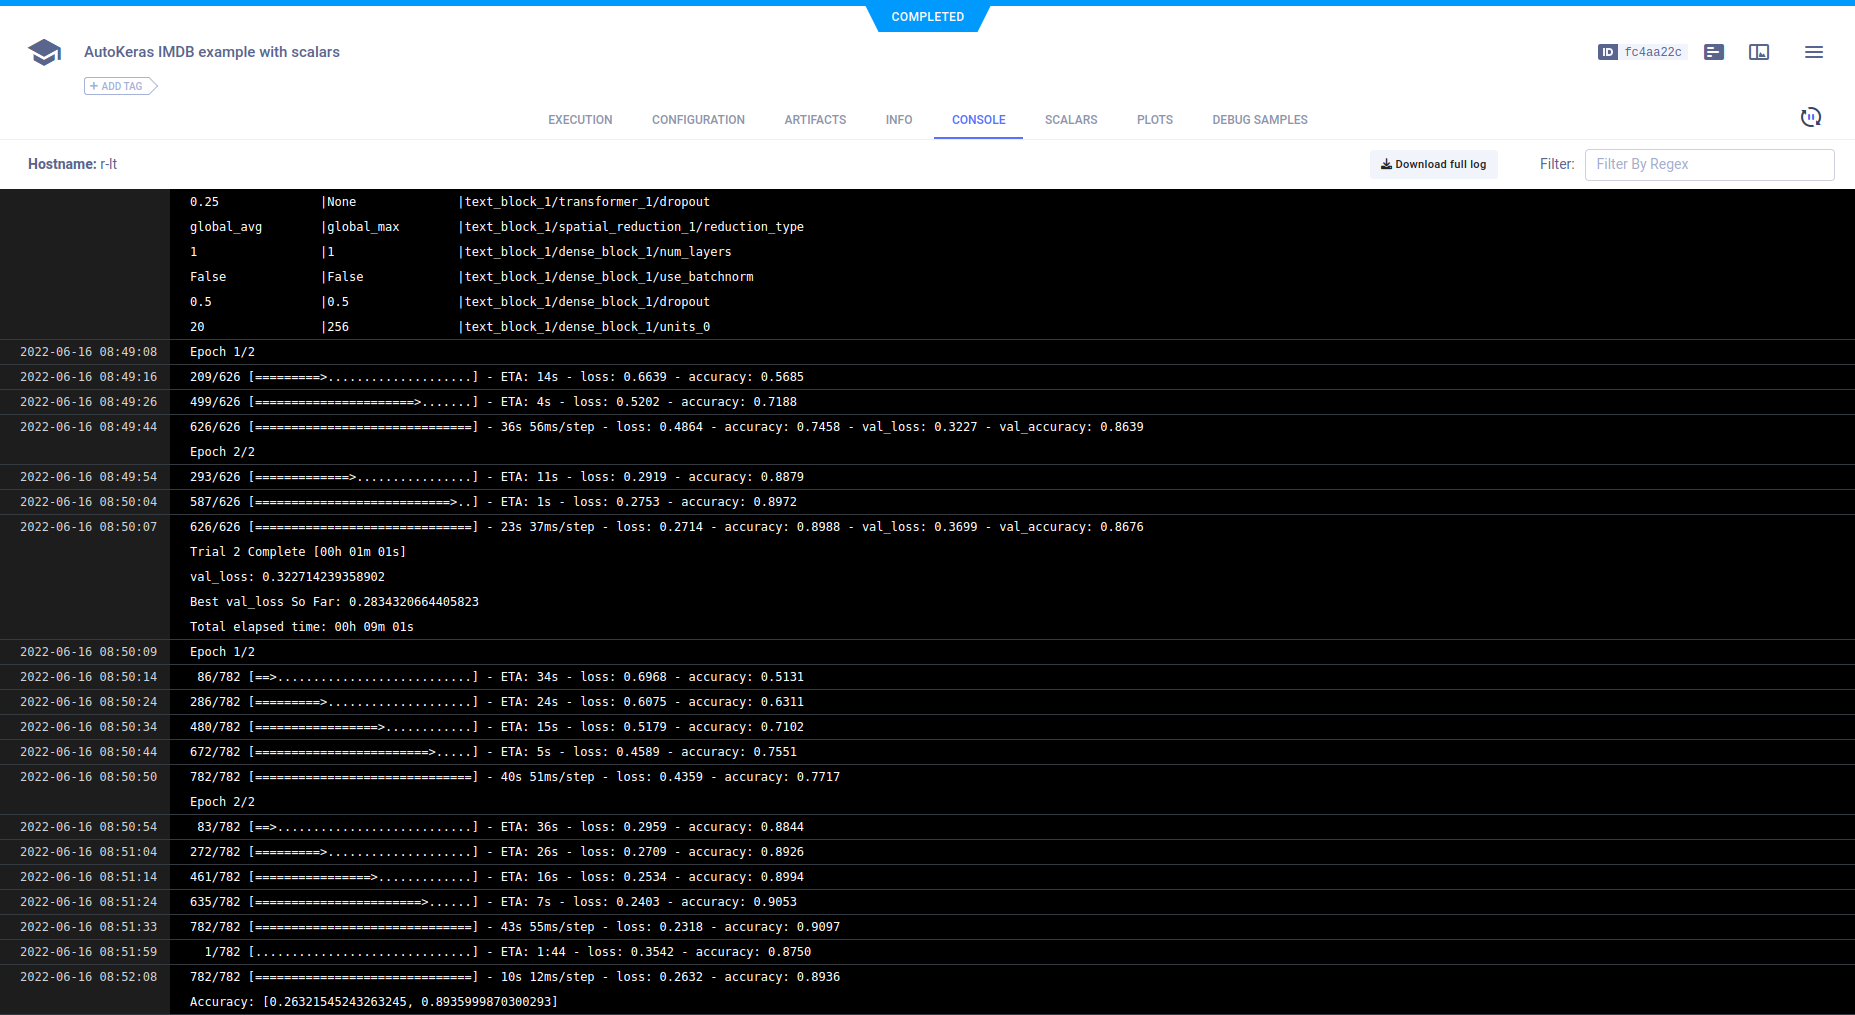 COMPLETED
AutoKeras IMDB example with scalars
ID fc4aa22c
+ ADD TAG
EXECUTION CONFIGURATION ARTIFACTS INFO CONSOLE SCALARS PLOTS DEBUG SAMPLES
Hostname: r-lt
Download full log
Filter: Filter By Regex
0.25 |None |text_block_1/transformer_1/dropout
global_avg |global_max |text_block_1/spatial_reduction_1/reduction_type
1 |1 |text_block_1/dense_block_1/num_layers
False |False |text_block_1/dense_block_1/use_batchnorm
0.5 |0.5 |text_block_1/dense_block_1/dropout
20 |256 |text_block_1/dense_block_1/units_0
2022-06-16 08:49:08 Epoch 1/2
2022-06-16 08:49:16 209/626 [=========>....................] - ETA: 14s - loss: 0.6639 - accuracy: 0.5685
2022-06-16 08:49:26 499/626 [======================>.......] - ETA: 4s - loss: 0.5202 - accuracy: 0.7188
2022-06-16 08:49:44 626/626 [==============================] - 36s 56ms/step - loss: 0.4864 - accuracy: 0.7458 - val_loss: 0.3227 - val_accuracy: 0.8639
Epoch 2/2
2022-06-16 08:49:54 293/626 [=============>................] - ETA: 11s - loss: 0.2919 - accuracy: 0.8879
2022-06-16 08:50:04 587/626 [===========================>..] - ETA: 1s - loss: 0.2753 - accuracy: 0.8972
2022-06-16 08:50:07 626/626 [==============================] - 23s 37ms/step - loss: 0.2714 - accuracy: 0.8988 - val_loss: 0.3699 - val_accuracy: 0.8676
Trial 2 Complete [00h 01m 01s]
val_loss: 0.322714239358902
Best val_loss So Far: 0.2834320664405823
Total elapsed time: 00h 09m 01s
2022-06-16 08:50:09 Epoch 1/2
2022-06-16 08:50:14 86/782 [==>...........................] - ETA: 34s - loss: 0.6968 - accuracy: 0.5131
2022-06-16 08:50:24 286/782 [=========>....................] - ETA: 24s - loss: 0.6075 - accuracy: 0.6311
2022-06-16 08:50:34 480/782 [=================>............] - ETA: 15s - loss: 0.5179 - accuracy: 0.7102
2022-06-16 08:50:44 672/782 [========================>.....] - ETA: 5s - loss: 0.4589 - accuracy: 0.7551
2022-06-16 08:50:50 782/782 [==============================] - 40s 51ms/step - loss: 0.4359 - accuracy: 0.7717
Epoch 2/2
2022-06-16 08:50:54 83/782 [==>...........................] - ETA: 36s - loss: 0.2959 - accuracy: 0.8844
2022-06-16 08:51:04 272/782 [=========>....................] - ETA: 26s - loss: 0.2709 - accuracy: 0.8926
2022-06-16 08:51:14 461/782 [================>.............] - ETA: 16s - loss: 0.2534 - accuracy: 0.8994
2022-06-16 08:51:24 635/782 [=======================>......] - ETA: 7s - loss: 0.2403 - accuracy: 0.9053
2022-06-16 08:51:33 782/782 [==============================] - 43s 55ms/step - loss: 0.2318 - accuracy: 0.9097
2022-06-16 08:51:59 1/782 [..............................] - ETA: 1:44 - loss: 0.3542 - accuracy: 0.8750
2022-06-16 08:52:08 782/782 [==============================] - 10s 12ms/step - loss: 0.2632 - accuracy: 0.8936
Accuracy: [0.26321545243263245, 0.8935999870300293]